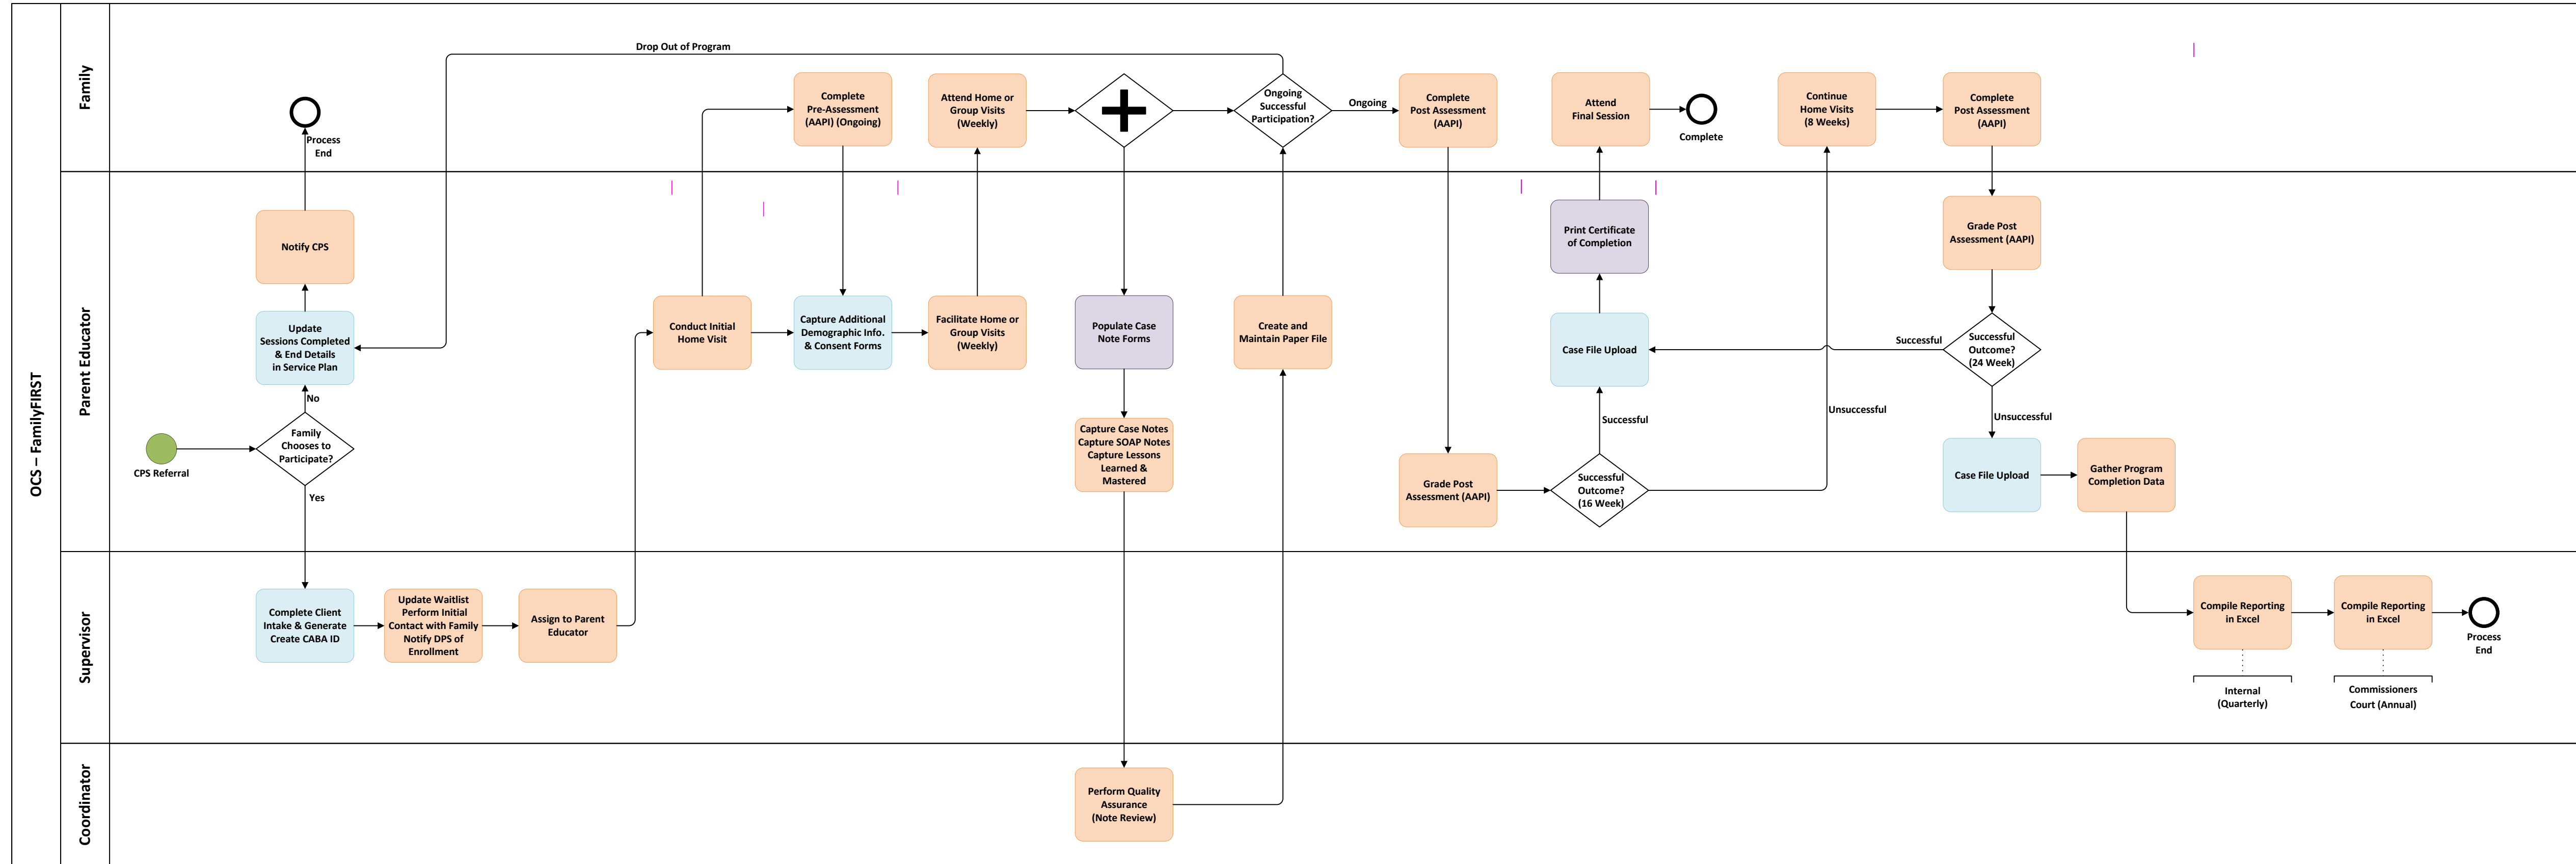 OCS – FamilyFIRST
Family
Drop Out of Program
Process
End
Complete
Pre-Assessment
(AAPI) (Ongoing)
Attend Home or
Group Visits
(Weekly)
Ongoing
Successful
Participation?
Ongoing
Complete
Post Assessment
(AAPI)
Attend
Final Session
Complete
Continue
Home Visits
(8 Weeks)
Complete
Post Assessment
(AAPI)
Parent Educator
Notify CPS
Update
Sessions Completed
& End Details
in Service Plan
No
Family
Chooses to
Participate?
CPS Referral
Yes
Conduct Initial
Home Visit
Capture Additional
Demographic Info.
& Consent Forms
Facilitate Home or
Group Visits
(Weekly)
Populate Case
Note Forms
Capture Case Notes
Capture SOAP Notes
Capture Lessons
Learned &
Mastered
Create and
Maintain Paper File
Grade Post
Assessment (AAPI)
Print Certificate
of Completion
Case File Upload
Successful
Successful
Outcome?
(16 Week)
Unsuccessful
Grade Post
Assessment (AAPI)
Successful
Successful
Outcome?
(24 Week)
Unsuccessful
Case File Upload
Gather Program
Completion Data
Supervisor
Complete Client
Intake & Generate
Create CABA ID
Update Waitlist
Perform Initial
Contact with Family
Notify DPS of
Enrollment
Assign to Parent
Educator
Compile Reporting
in Excel
Internal
(Quarterly)
Compile Reporting
in Excel
Commissioners
Court (Annual)
Process
End
Coordinator
Perform Quality
Assurance
(Note Review)